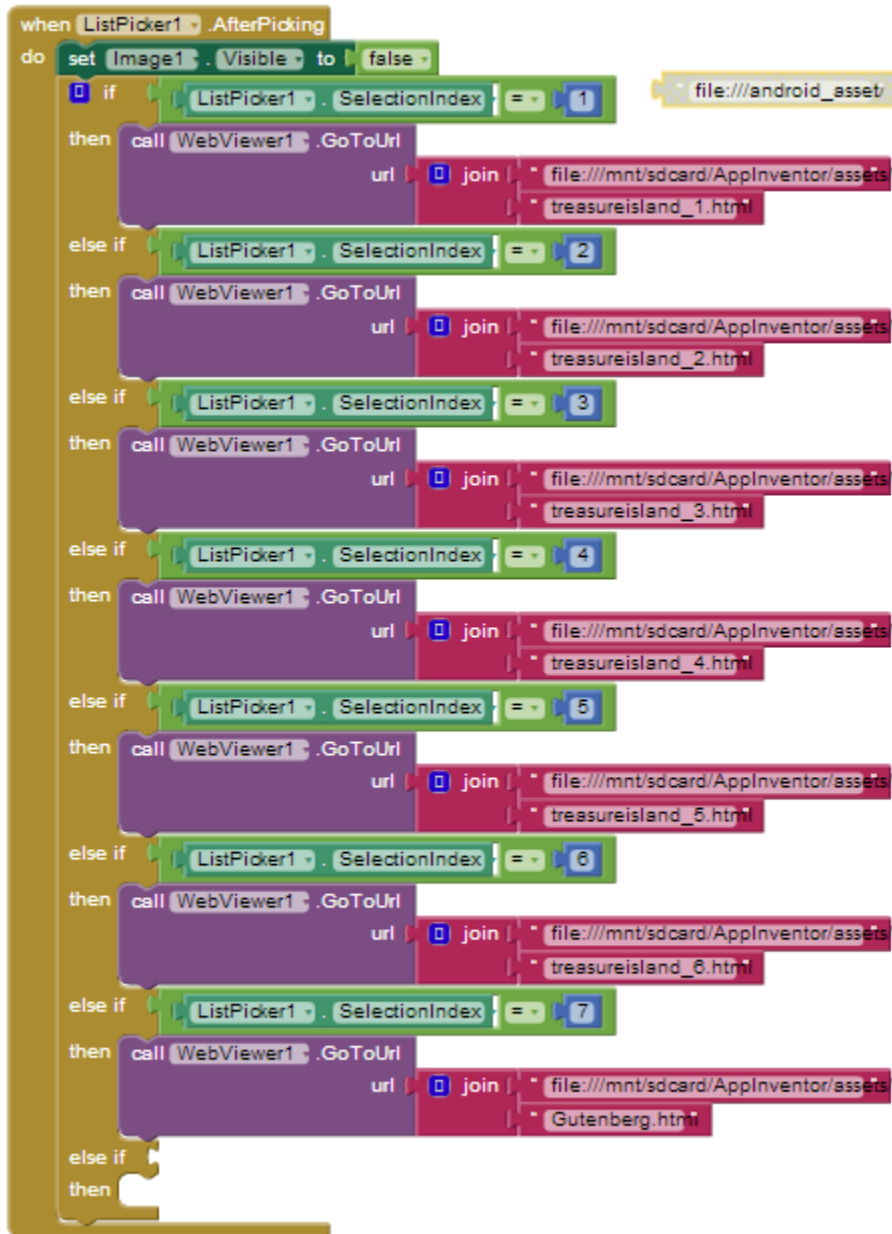 when ListPicker1 .AfterPicking
do set Image1 . Visible to false
if ListPicker1 . SelectionIndex = 1
" file:///android_asset/
then call WebViewer1 .GoToUrl
url join " file:///mnt/sdcard/AppInventor/assets/
" treasureisland_1.html "
else if ListPicker1 . SelectionIndex = 2
then call WebViewer1 .GoToUrl
url join " file:///mnt/sdcard/AppInventor/assets/
" treasureisland_2.html "
else if ListPicker1 . SelectionIndex = 3
then call WebViewer1 .GoToUrl
url join " file:///mnt/sdcard/AppInventor/assets/
" treasureisland_3.html "
else if ListPicker1 . SelectionIndex = 4
then call WebViewer1 .GoToUrl
url join " file:///mnt/sdcard/AppInventor/assets/
" treasureisland_4.html "
else if ListPicker1 . SelectionIndex = 5
then call WebViewer1 .GoToUrl
url join " file:///mnt/sdcard/AppInventor/assets/
" treasureisland_5.html "
else if ListPicker1 . SelectionIndex = 6
then call WebViewer1 .GoToUrl
url join " file:///mnt/sdcard/AppInventor/assets/
" treasureisland_6.html "
else if ListPicker1 . SelectionIndex = 7
then call WebViewer1 .GoToUrl
url join " file:///mnt/sdcard/AppInventor/assets/
" Gutenberg.html "
else if
then